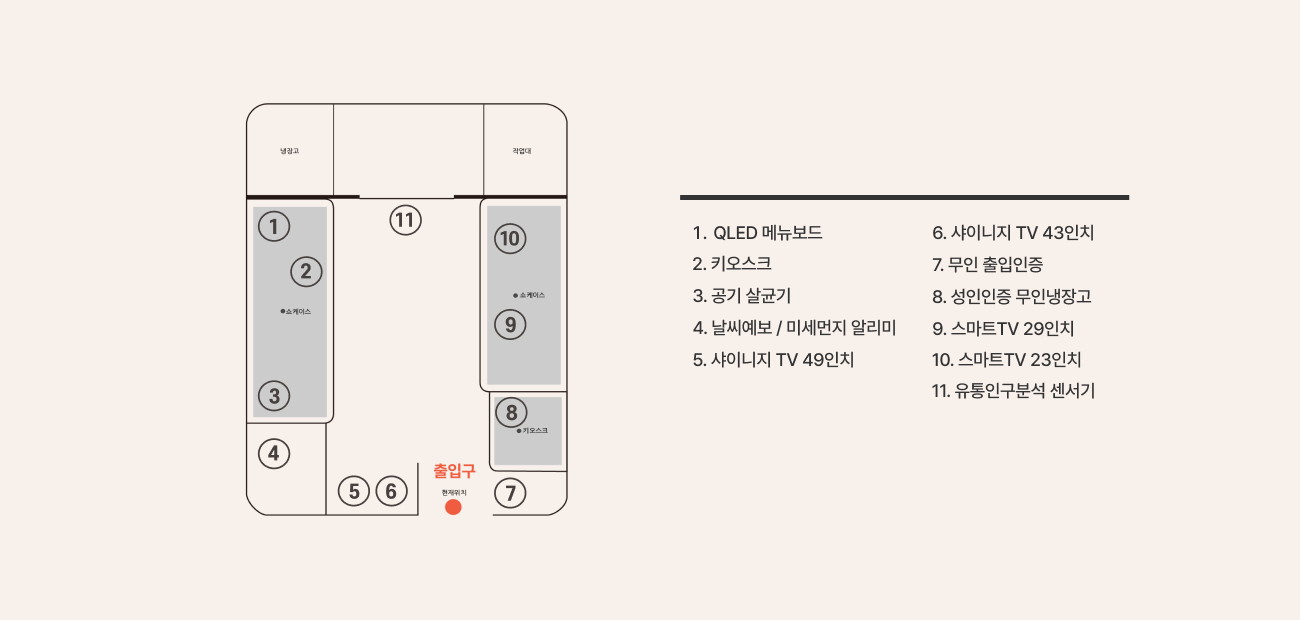 냉장고
작업대
1
11
10
2
쇼케이스
쇼케이스
9
3
8
키오스크
4
출입구
현재위치
5
6
7
1. QLED 메뉴보드
2. 키오스크
3. 공기 살균기
4. 날씨예보 / 미세먼지 알리미
5. 샤이니지 TV 49인치
6. 샤이니지 TV 43인치
7. 무인 출입인증
8. 성인인증 무인냉장고
9. 스마트TV 29인치
10. 스마트TV 23인치
11. 유통인구분석 센서기